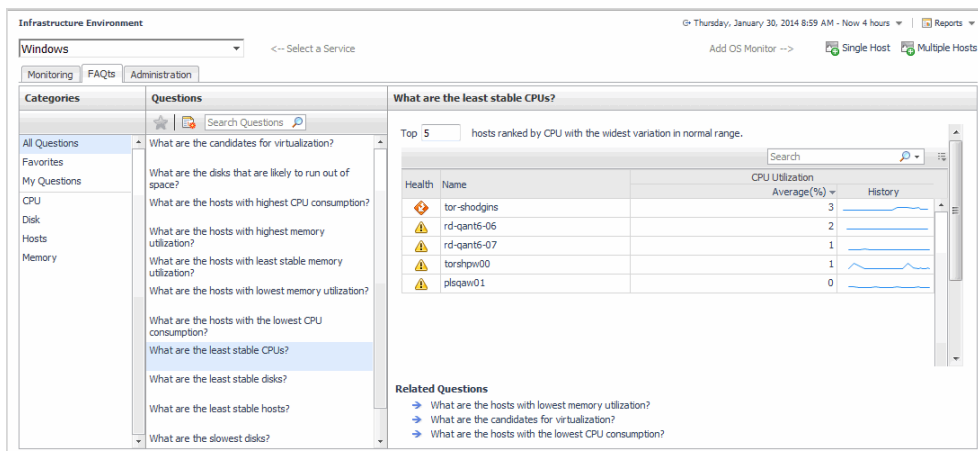 Infrastructure Environment
Thursday, January 30, 2014 8:59 AM - Now 4 hours
Reports
Windows
<-- Select a Service
Add OS Monitor -->
Single Host
Multiple Hosts
Monitoring
FAQts
Administration
Categories
All Questions
Favorites
My Questions
CPU
Disk
Hosts
Memory
Questions
Search Questions
What are the candidates for virtualization?
What are the disks that are likely to run out of
space?
What are the hosts with highest CPU consumption?
What are the hosts with highest memory
utilization?
What are the hosts with least stable memory
utilization?
What are the hosts with lowest memory utilization?
What are the hosts with the lowest CPU
consumption?
What are the least stable CPUs?
What are the least stable disks?
What are the least stable hosts?
What are the slowest disks?
What are the least stable CPUs?
Top 5 hosts ranked by CPU with the widest variation in normal range.
Search
CPU Utilization
Health Name Average(%) History
tor-shodgins 3
rd-qant6-06 2
rd-qant6-07 1
torshpw00 1
plsqaw01 0
Related Questions
What are the hosts with lowest memory utilization?
What are the candidates for virtualization?
What are the hosts with the lowest CPU consumption?